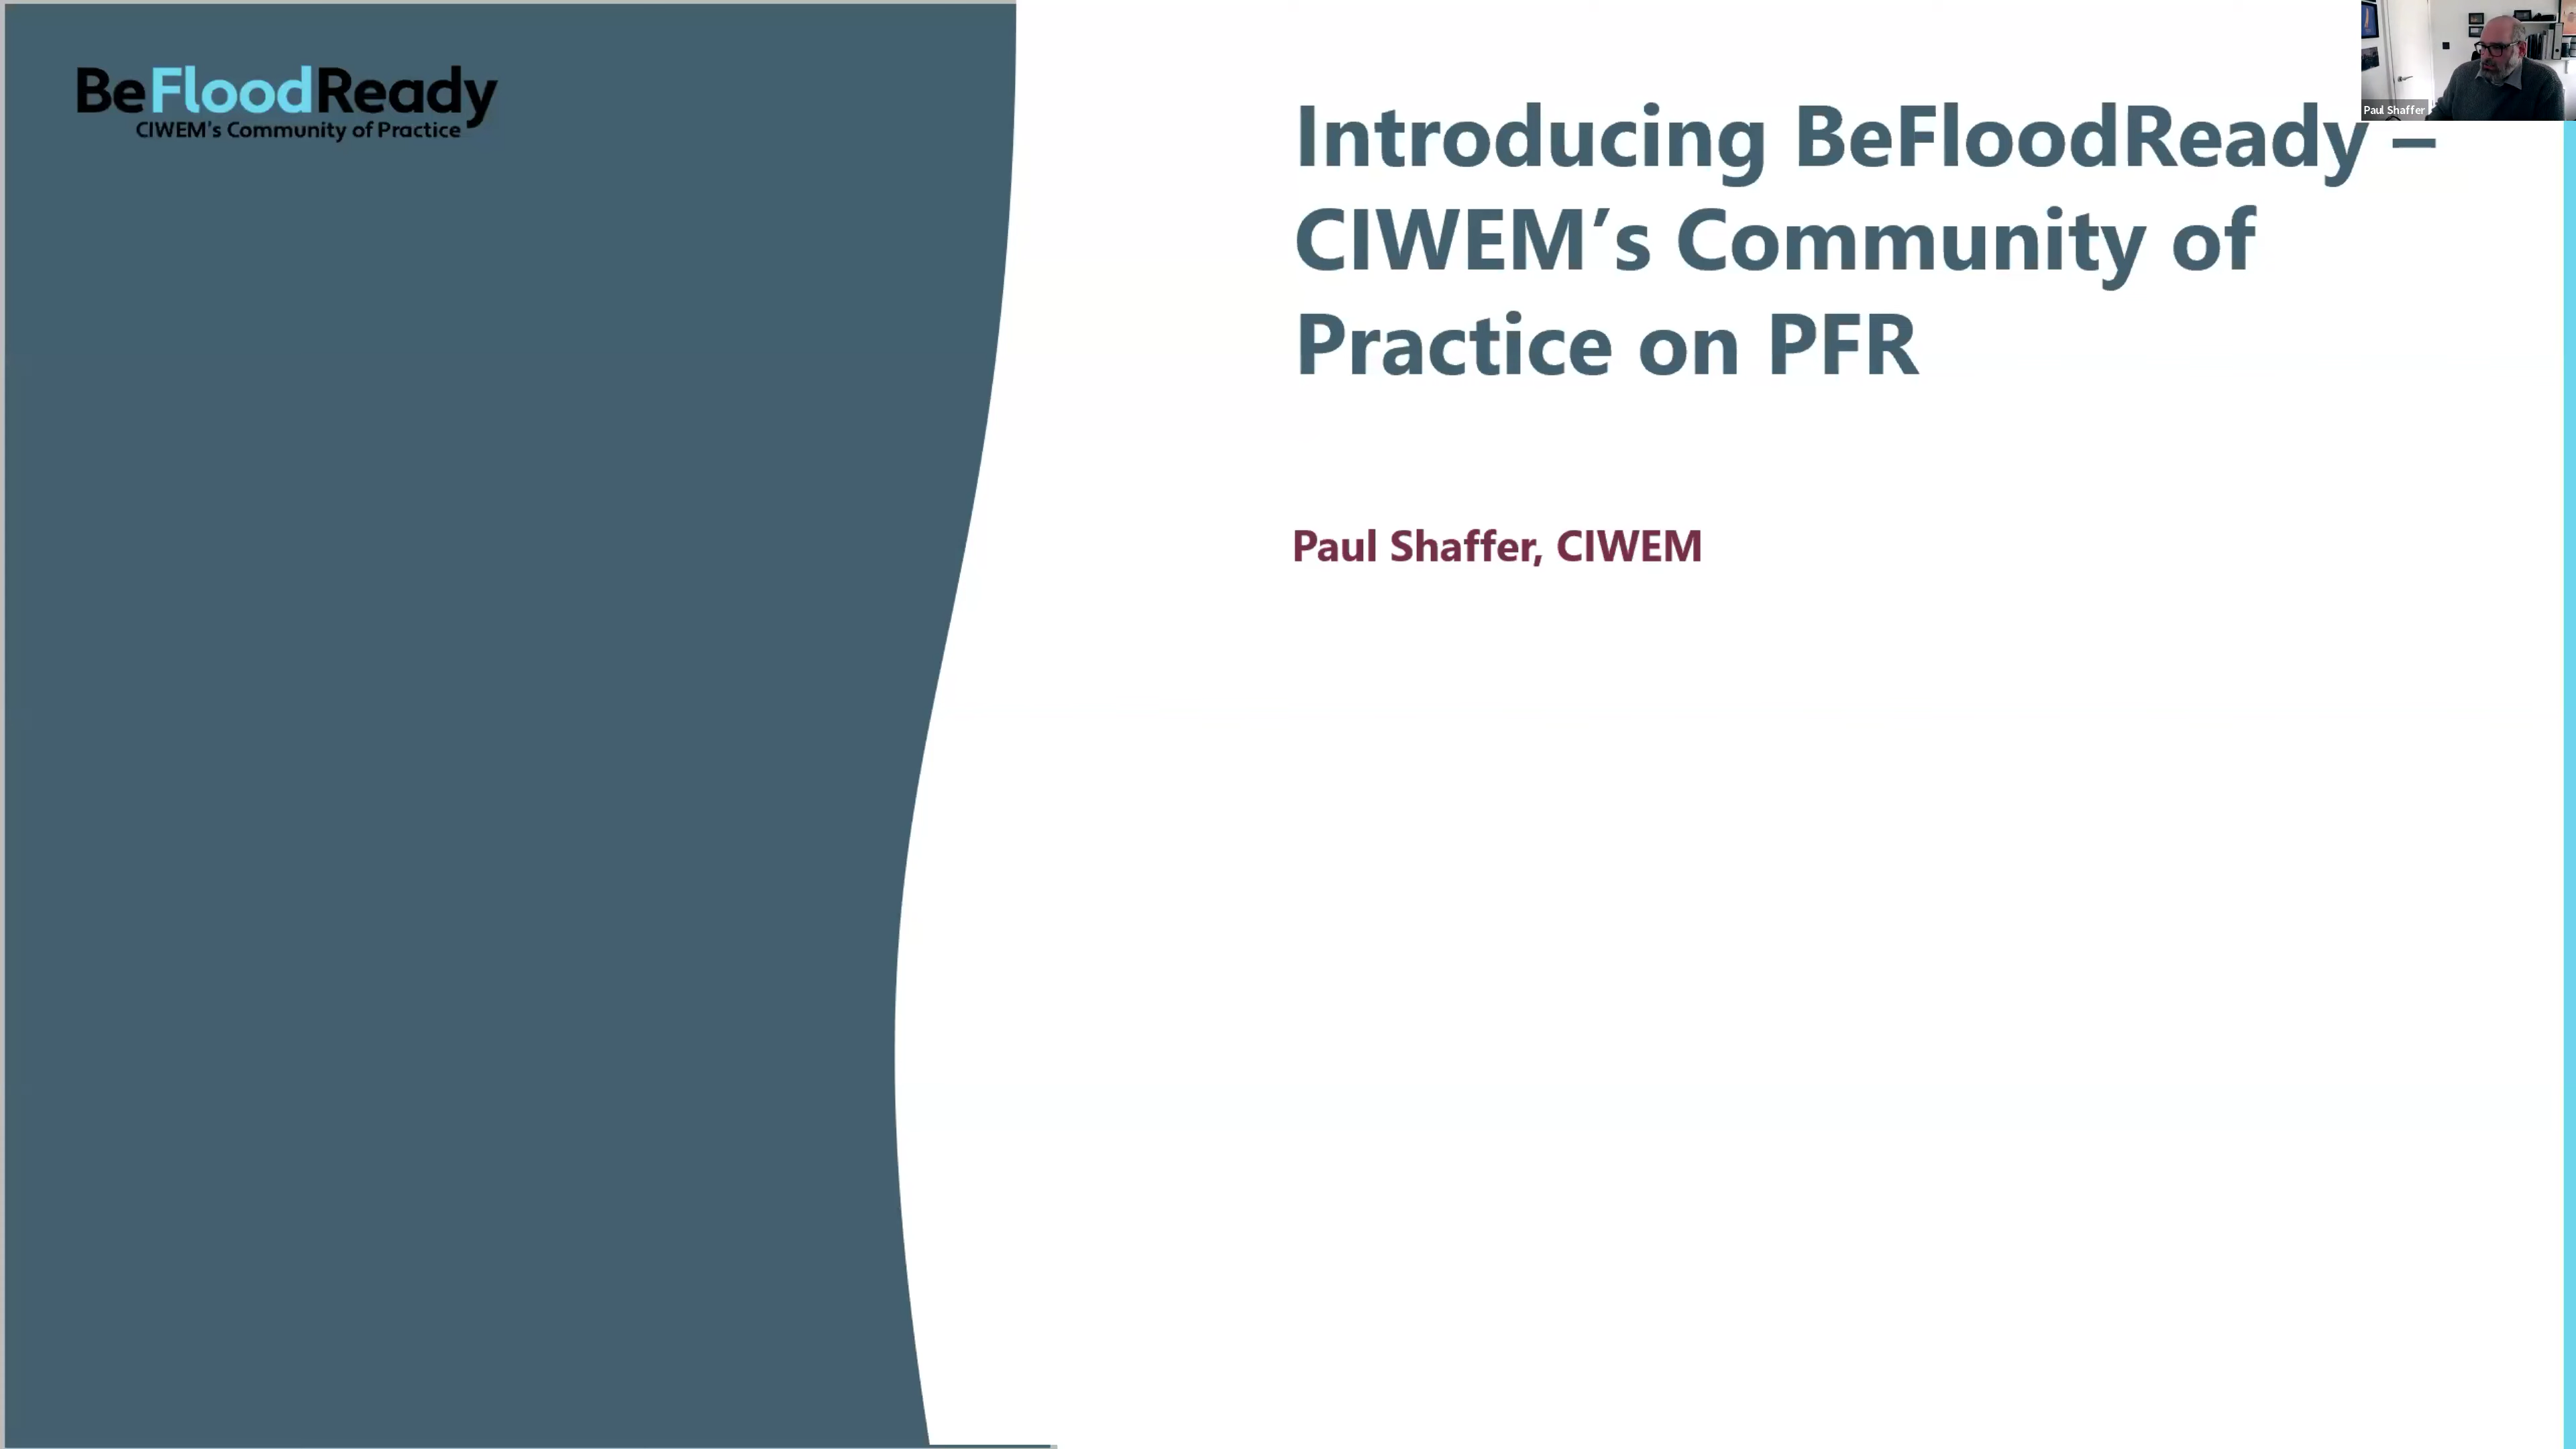 BeFloodReady
CIWEM's Community of Practice
Introducing BeFloodReady –
CIWEM’s Community of
Practice on PFR
Paul Shaffer, CIWEM
Paul Shaffer